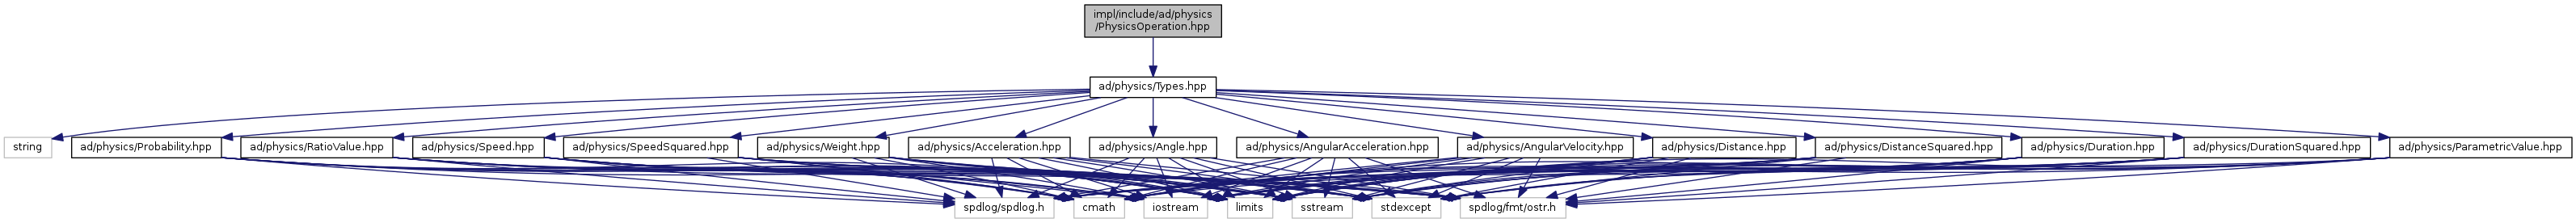 impl/include/ad/physics
/PhysicsOperation.hpp
ad/physics/Types.hpp
string
ad/physics/Probability.hpp
ad/physics/RatioValue.hpp
ad/physics/Speed.hpp
ad/physics/SpeedSquared.hpp
ad/physics/Weight.hpp
ad/physics/Acceleration.hpp
ad/physics/Angle.hpp
ad/physics/AngularAcceleration.hpp
ad/physics/AngularVelocity.hpp
ad/physics/Distance.hpp
ad/physics/DistanceSquared.hpp
ad/physics/Duration.hpp
ad/physics/DurationSquared.hpp
ad/physics/ParametricValue.hpp
spdlog/spdlog.h
cmath
iostream
limits
sstream
stdexcept
spdlog/fmt/ostr.h